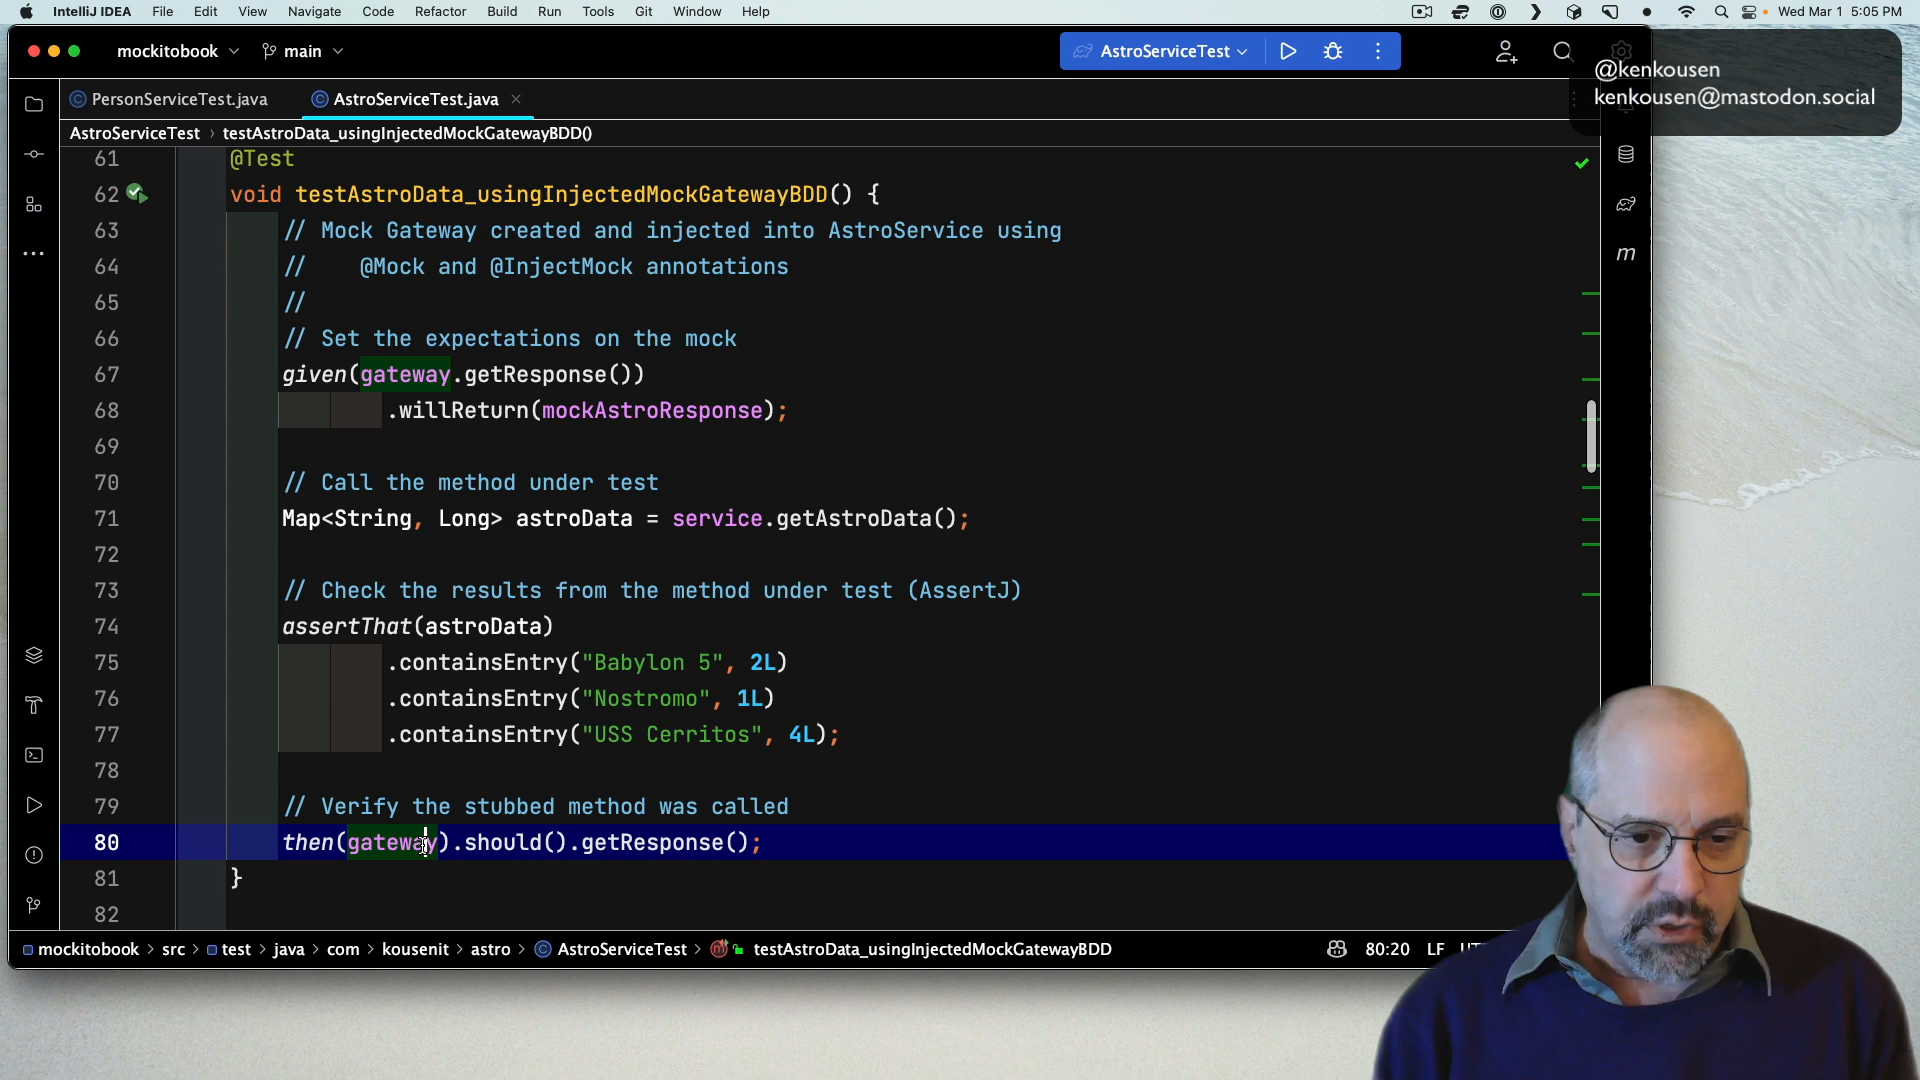 IntelliJ IDEA File Edit View Navigate Code Refactor Build Run Tools Git Window Help Wed Mar 1 5:05 PM
mockitobook main AstroServiceTest
@kenkousen
kenkousen@mastodon.social
PersonServiceTest.java AstroServiceTest.java
AstroServiceTest › testAstroData_usingInjectedMockGatewayBDD()
61 @Test
62 void testAstroData_usingInjectedMockGatewayBDD() {
63 // Mock Gateway created and injected into AstroService using
64 // @Mock and @InjectMock annotations
65 //
66 // Set the expectations on the mock
67 given(gateway.getResponse())
68 .willReturn(mockAstroResponse);
69
70 // Call the method under test
71 Map<String, Long> astroData = service.getAstroData();
72
73 // Check the results from the method under test (AssertJ)
74 assertThat(astroData)
75 .containsEntry("Babylon 5", 2L)
76 .containsEntry("Nostromo", 1L)
77 .containsEntry("USS Cerritos", 4L);
78
79 // Verify the stubbed method was called
80 then(gateway).should().getResponse();
81 }
82
m
mockitobook › src › test › java › com › kousenit › astro › AstroServiceTest › testAstroData_usingInjectedMockGatewayBDD 80:20 LF